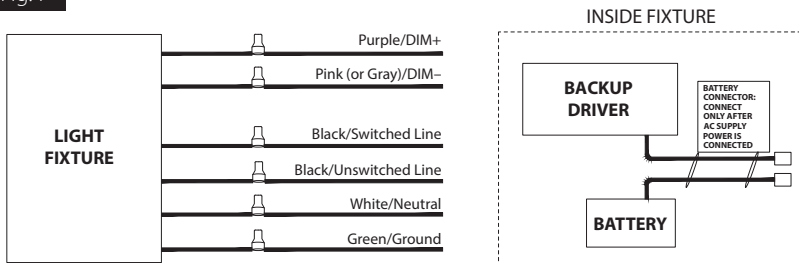 INSIDE FIXTURE
Purple/DIM+
Pink (or Gray)/DIM–
Black/Switched Line
Black/Unswitched Line
White/Neutral
Green/Ground
LIGHT
FIXTURE
BACKUP
DRIVER
BATTERY
CONNECTOR:
CONNECT
ONLY AFTER
AC SUPPLY
POWER IS
CONNECTED
BATTERY